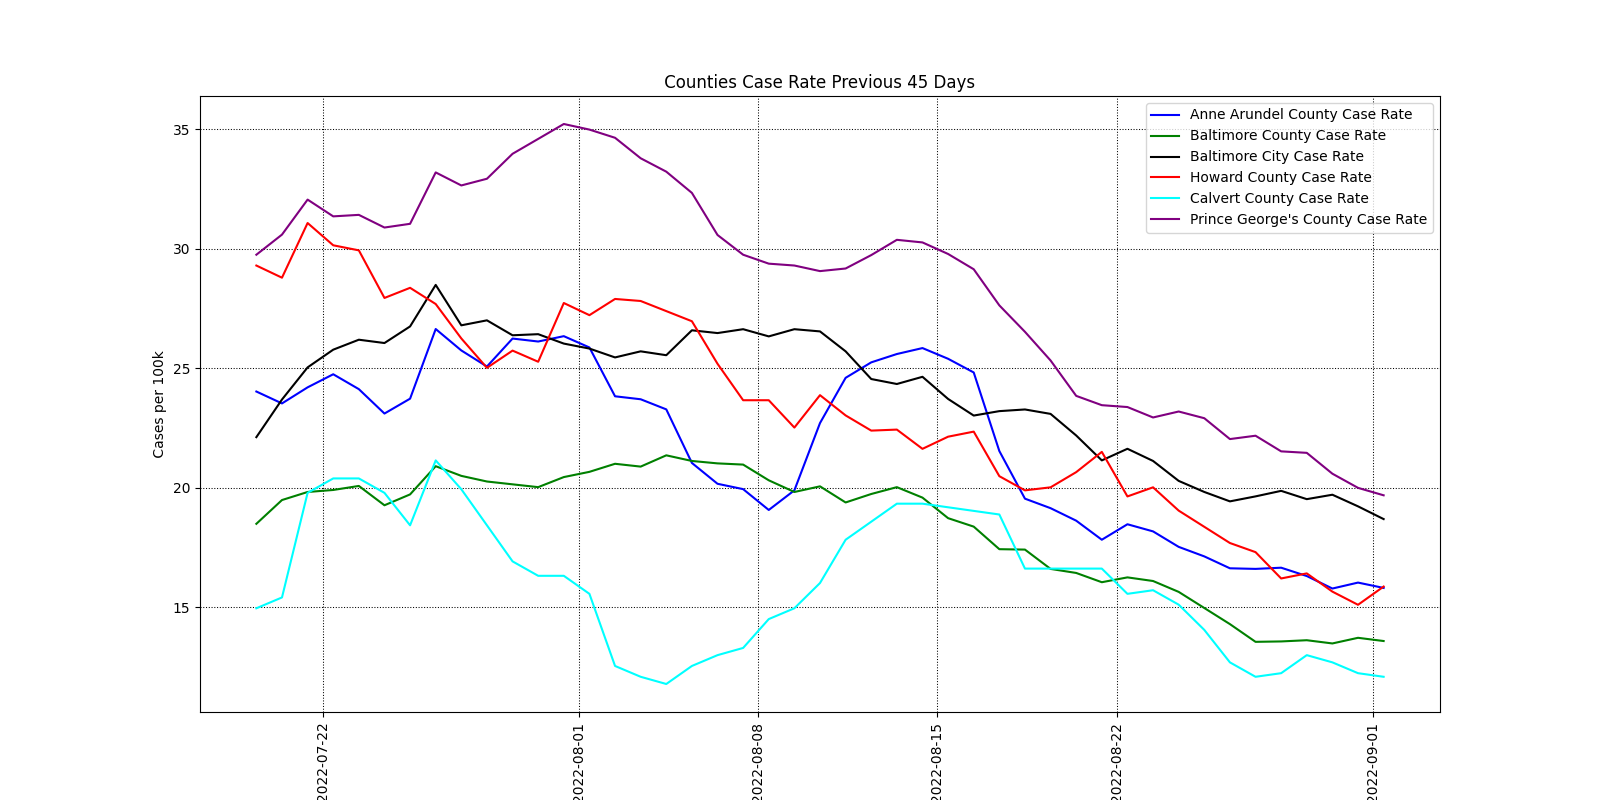 Counties Case Rate Previous 45 Days
Anne Arundel County Case Rate
Baltimore County Case Rate
Baltimore City Case Rate
Howard County Case Rate
Calvert County Case Rate
Prince George's County Case Rate
Cases per 100k
35
30
25
20
15
2022-07-22
2022-08-01
2022-08-08
2022-08-15
2022-08-22
2022-09-01